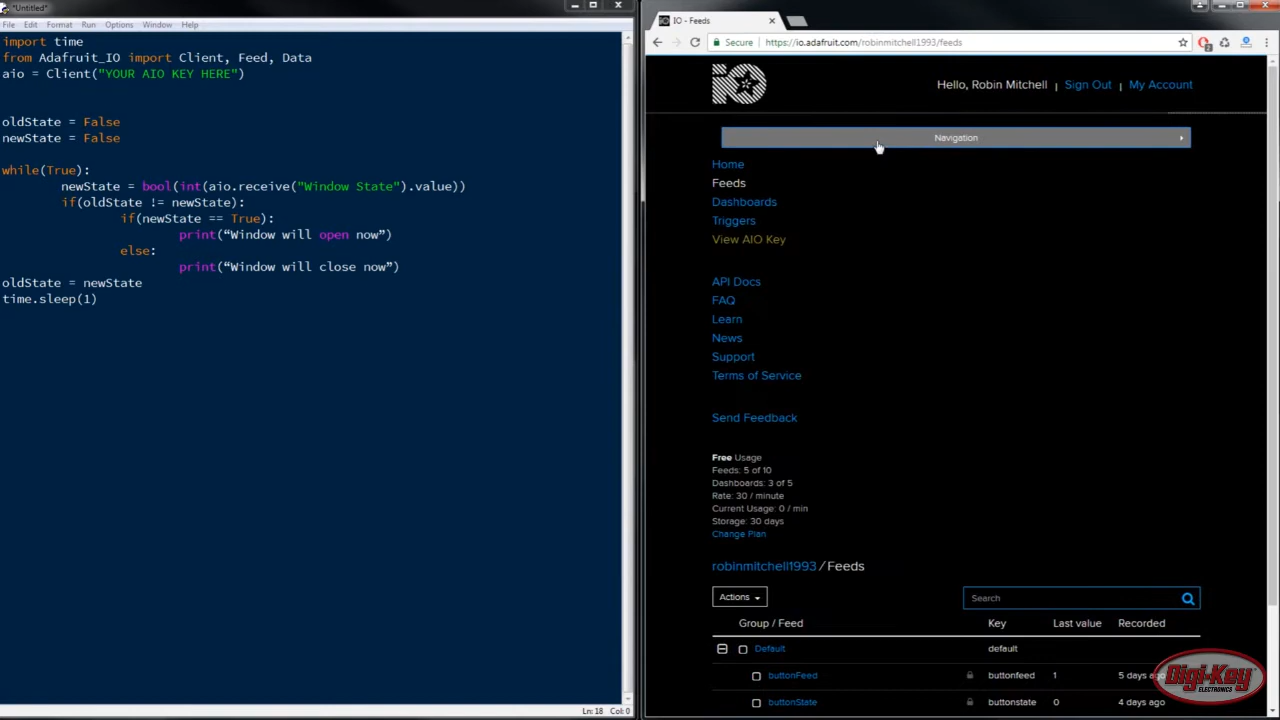 *Untitled*
File Edit Format Run Options Window Help
import time
from Adafruit_IO import Client, Feed, Data
aio = Client("YOUR AIO KEY HERE")
oldState = False
newState = False
while(True):
newState = bool(int(aio.receive("Window State").value))
if(oldState != newState):
if(newState == True):
print(“Window will open now”)
else:
print(“Window will close now”)
oldState = newState
time.sleep(1)
Ln: 18 Col: 0
IO - Feeds
Secure https://io.adafruit.com/robinmitchell1993/feeds
2
IO
Hello, Robin Mitchell | Sign Out | My Account
Navigation
Home
Feeds
Dashboards
Triggers
View AIO Key
API Docs
FAQ
Learn
News
Support
Terms of Service
Send Feedback
Free Usage
Feeds: 5 of 10
Dashboards: 3 of 5
Rate: 30 / minute
Current Usage: 0 / min
Storage: 30 days
Change Plan
robinmitchell1993 / Feeds
Actions
Search
Group / Feed Key Last value Recorded
Default default
buttonFeed buttonfeed 1 5 days ago
buttonState buttonstate 0 4 days ago
Digi-Key
ELECTRONICS